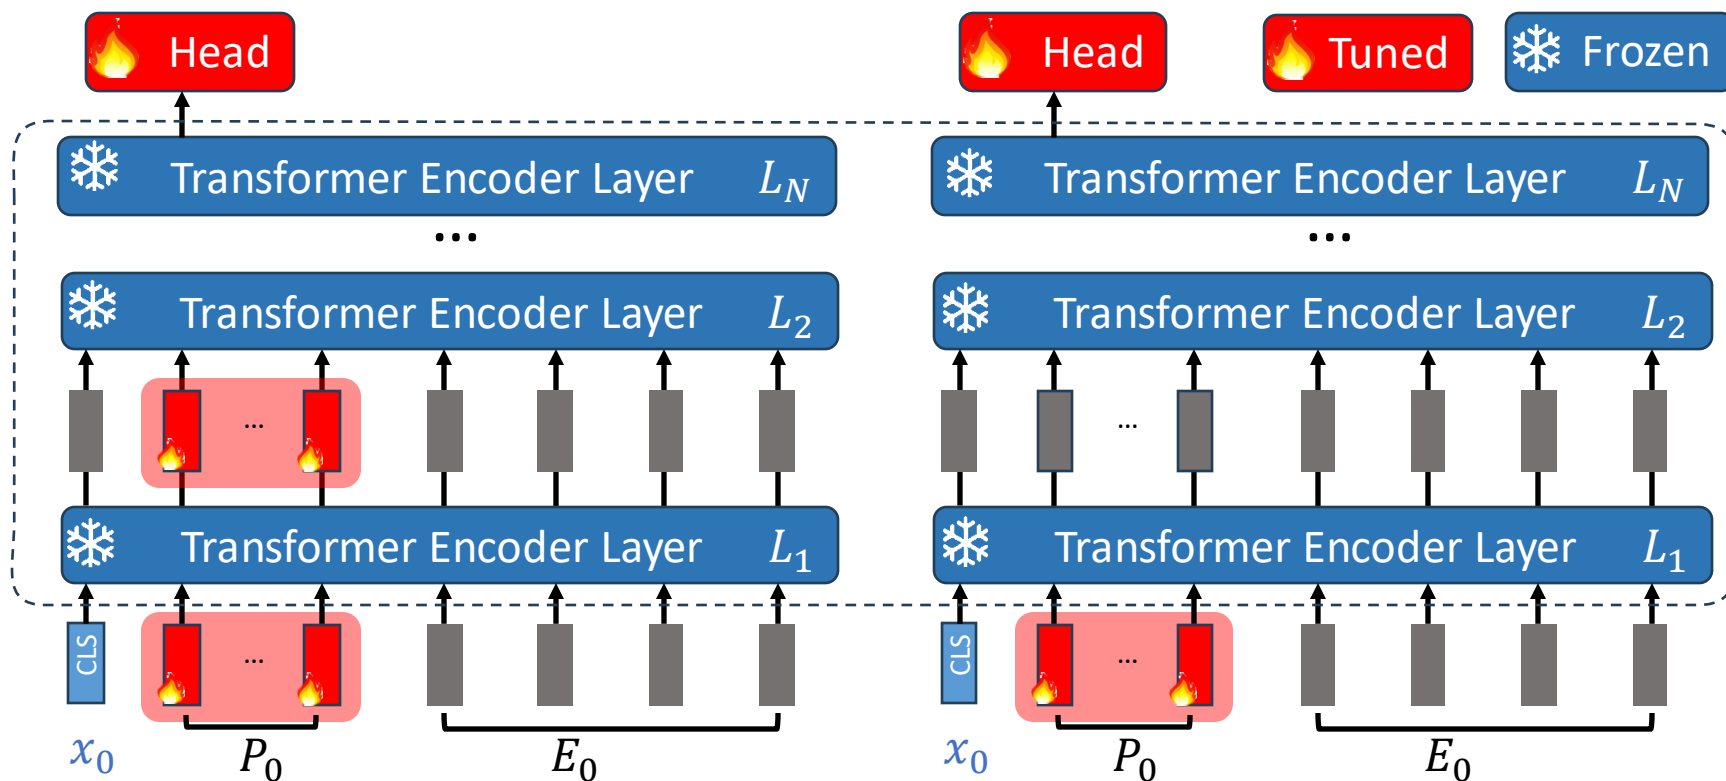 Head Head Tuned Frozen
Transformer Encoder Layer L_N Transformer Encoder Layer L_N
... ...
Transformer Encoder Layer L_2 Transformer Encoder Layer L_2
... ...
Transformer Encoder Layer L_1 Transformer Encoder Layer L_1
CLS ... CLS ...
x_0 P_0 E_0 x_0 P_0 E_0